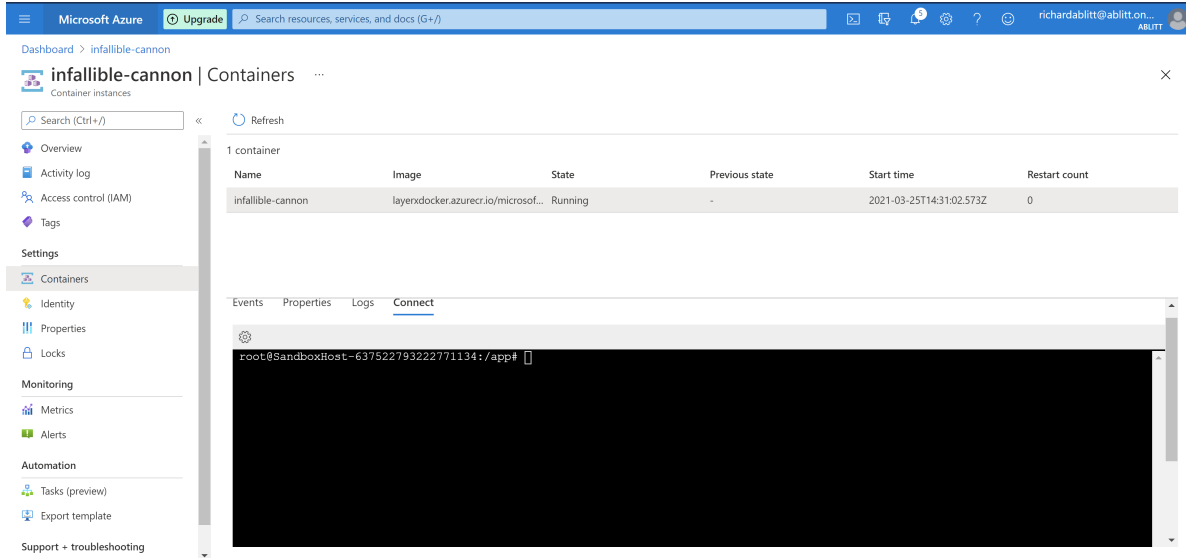 Microsoft Azure
Upgrade
Search resources, services, and docs (G+/)
5
richardablitt@ablitt.on...
ABLITT
Dashboard > infallible-cannon
infallible-cannon | Containers ...
Container instances
Search (Ctrl+/)
«
Overview
Activity log
Access control (IAM)
Tags
Settings
Containers
Identity
Properties
Locks
Monitoring
Metrics
Alerts
Automation
Tasks (preview)
Export template
Support + troubleshooting
Refresh
1 container
Name Image State Previous state Start time Restart count
infallible-cannon layerxdocker.azurecr.io/microsof... Running - 2021-03-25T14:31:02.573Z 0
Events Properties Logs Connect
root@SandboxHost-637522793222771134:/app#